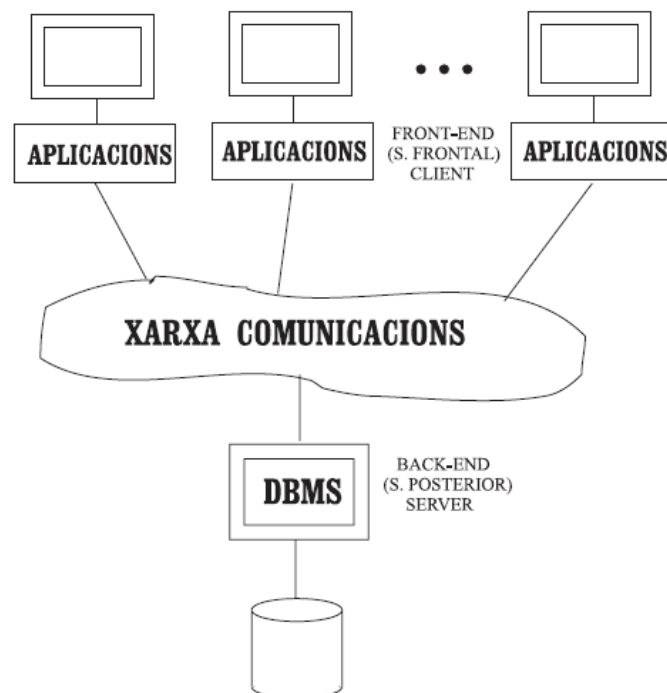 APLICACIONS
APLICACIONS
FRONT-END
(S. FRONTAL)
CLIENT
APLICACIONS
XARXA COMUNICACIONS
DBMS
BACK-END
(S. POSTERIOR)
SERVER